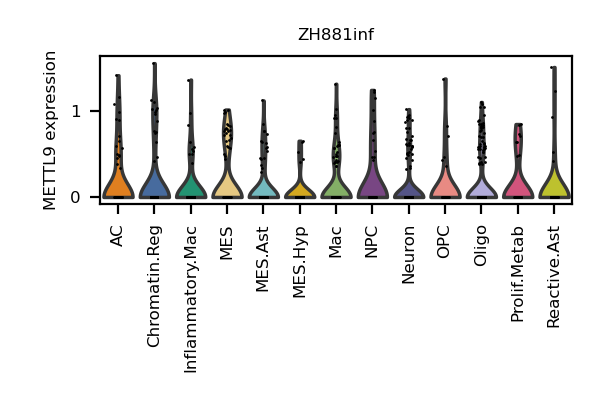 ZH881inf
METTL9 expression
1
0
AC
Chromatin.Reg
Inflammatory.Mac
MES
MES.Ast
MES.Hyp
Mac
NPC
Neuron
OPC
Oligo
Prolif.Metab
Reactive.Ast